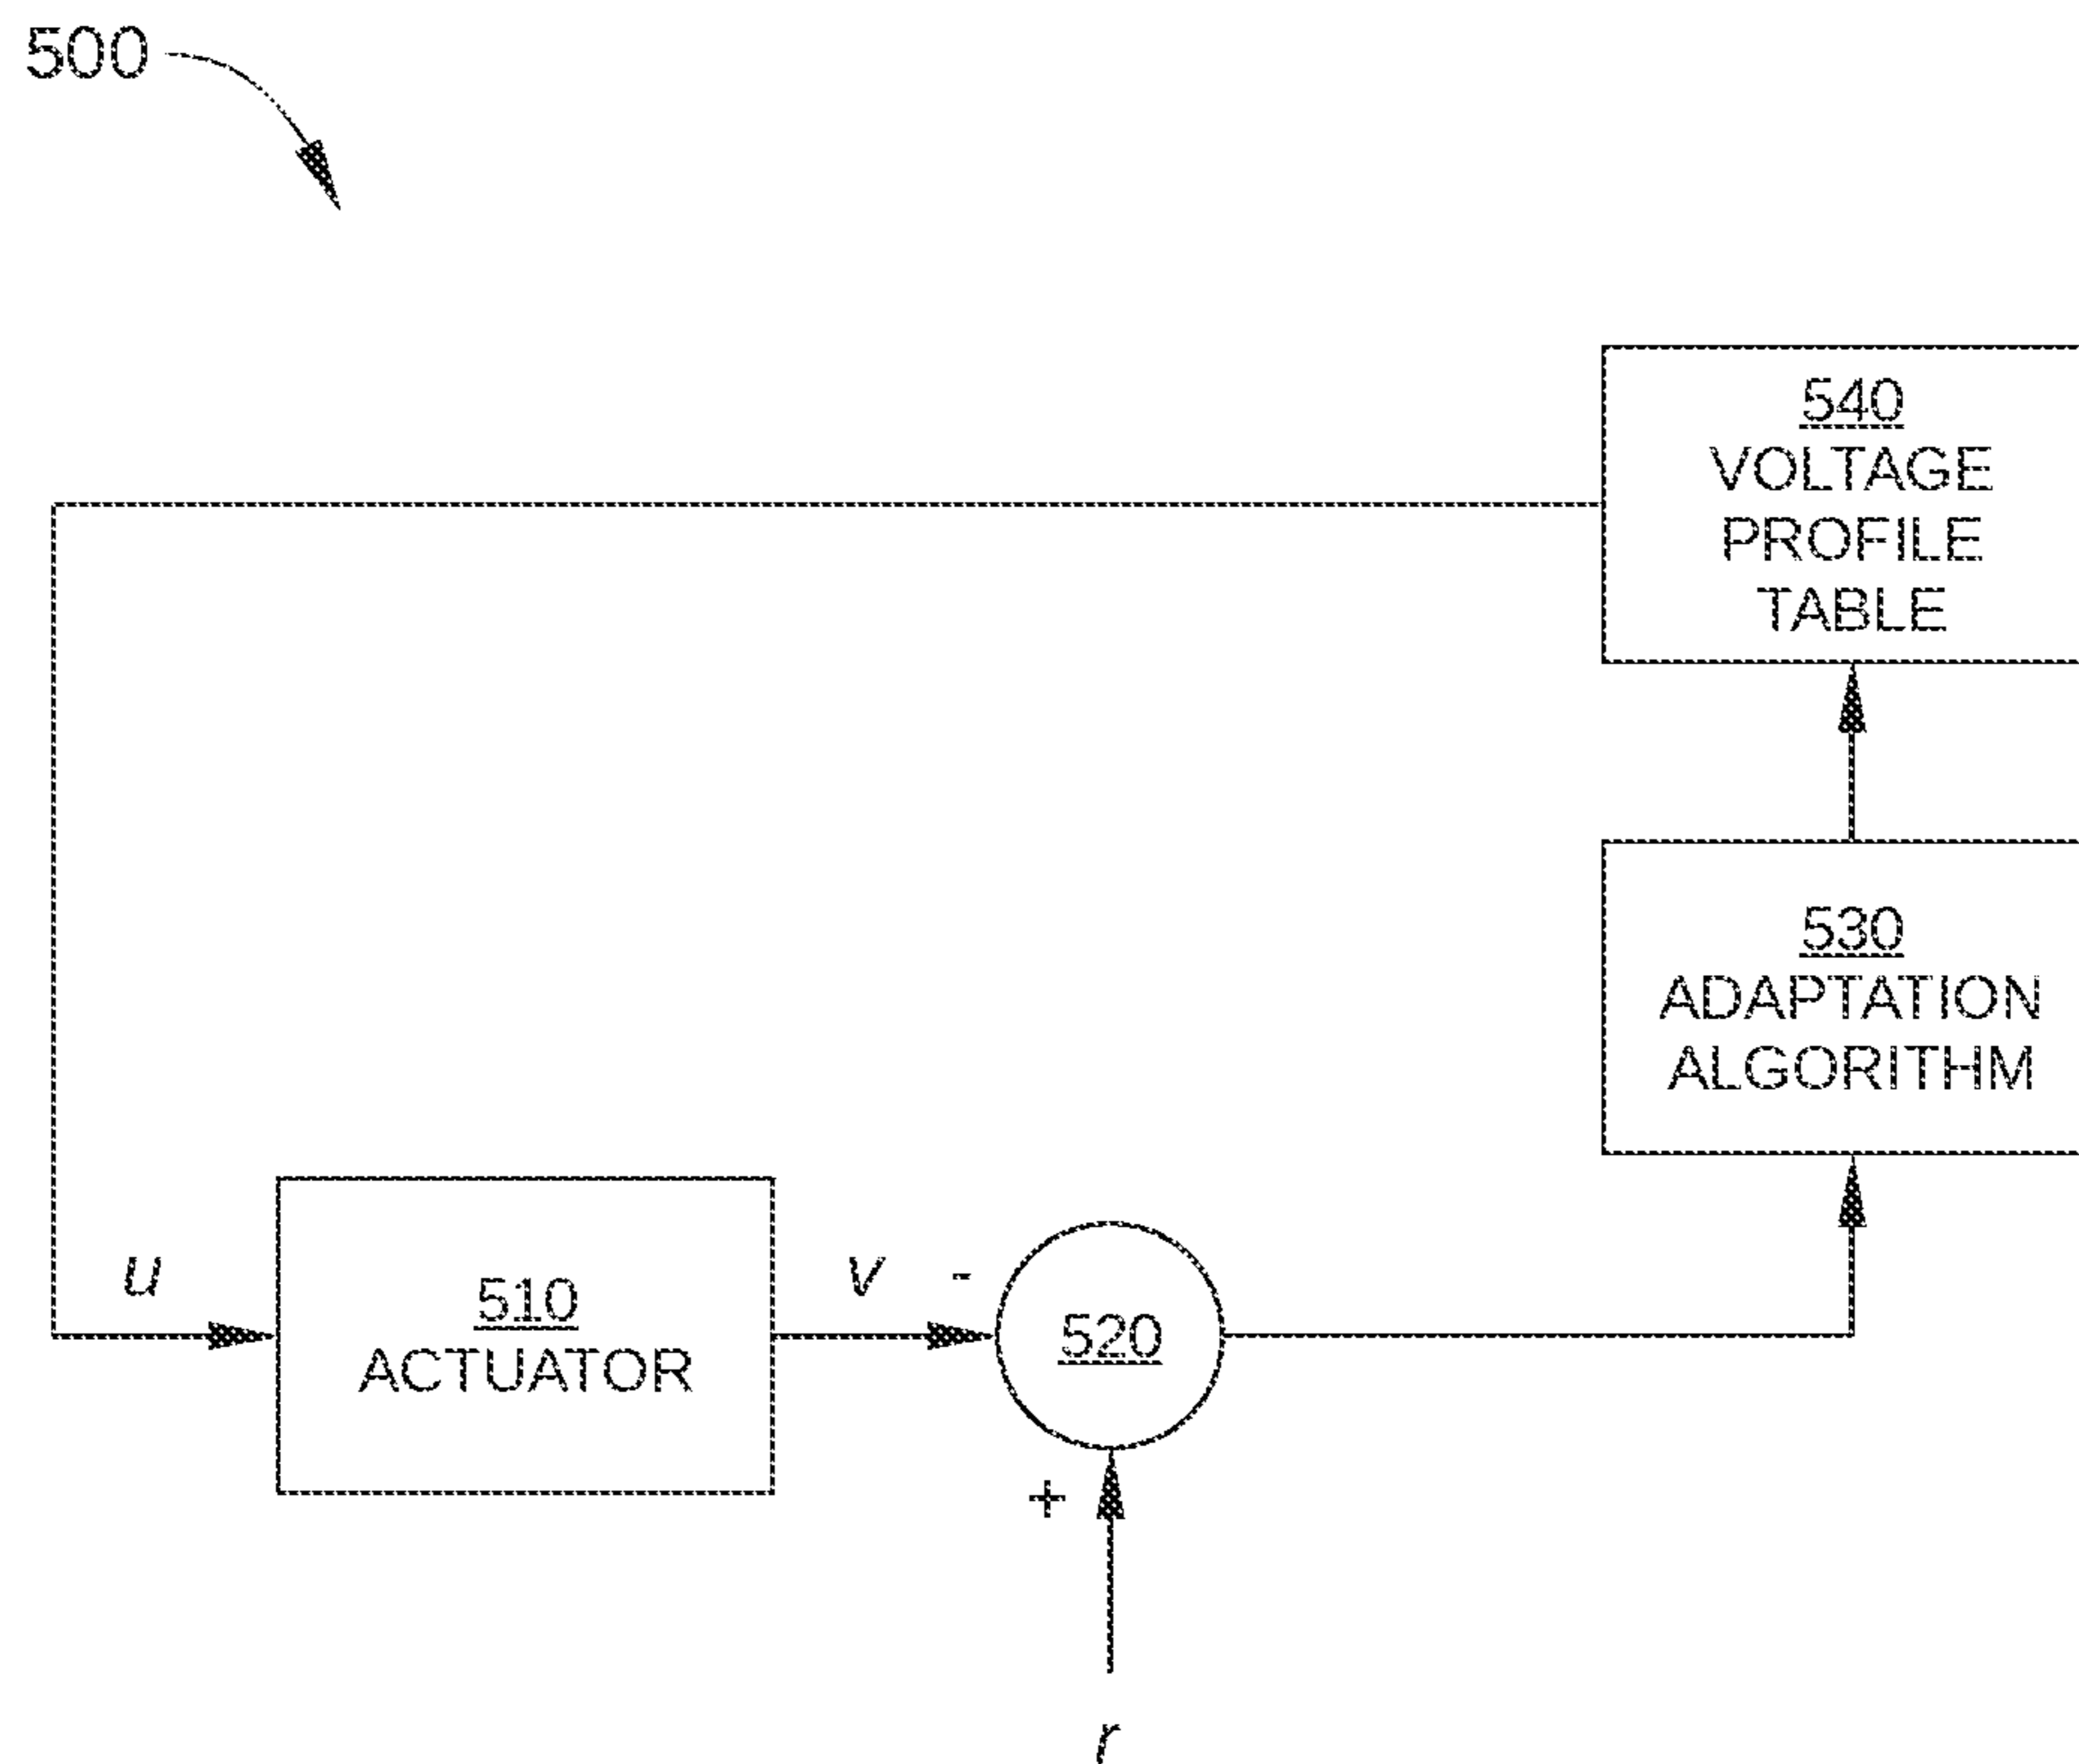 500
540
VOLTAGE
PROFILE
TABLE
530
ADAPTATION
ALGORITHM
u
510
ACTUATOR
v -
520
+
r